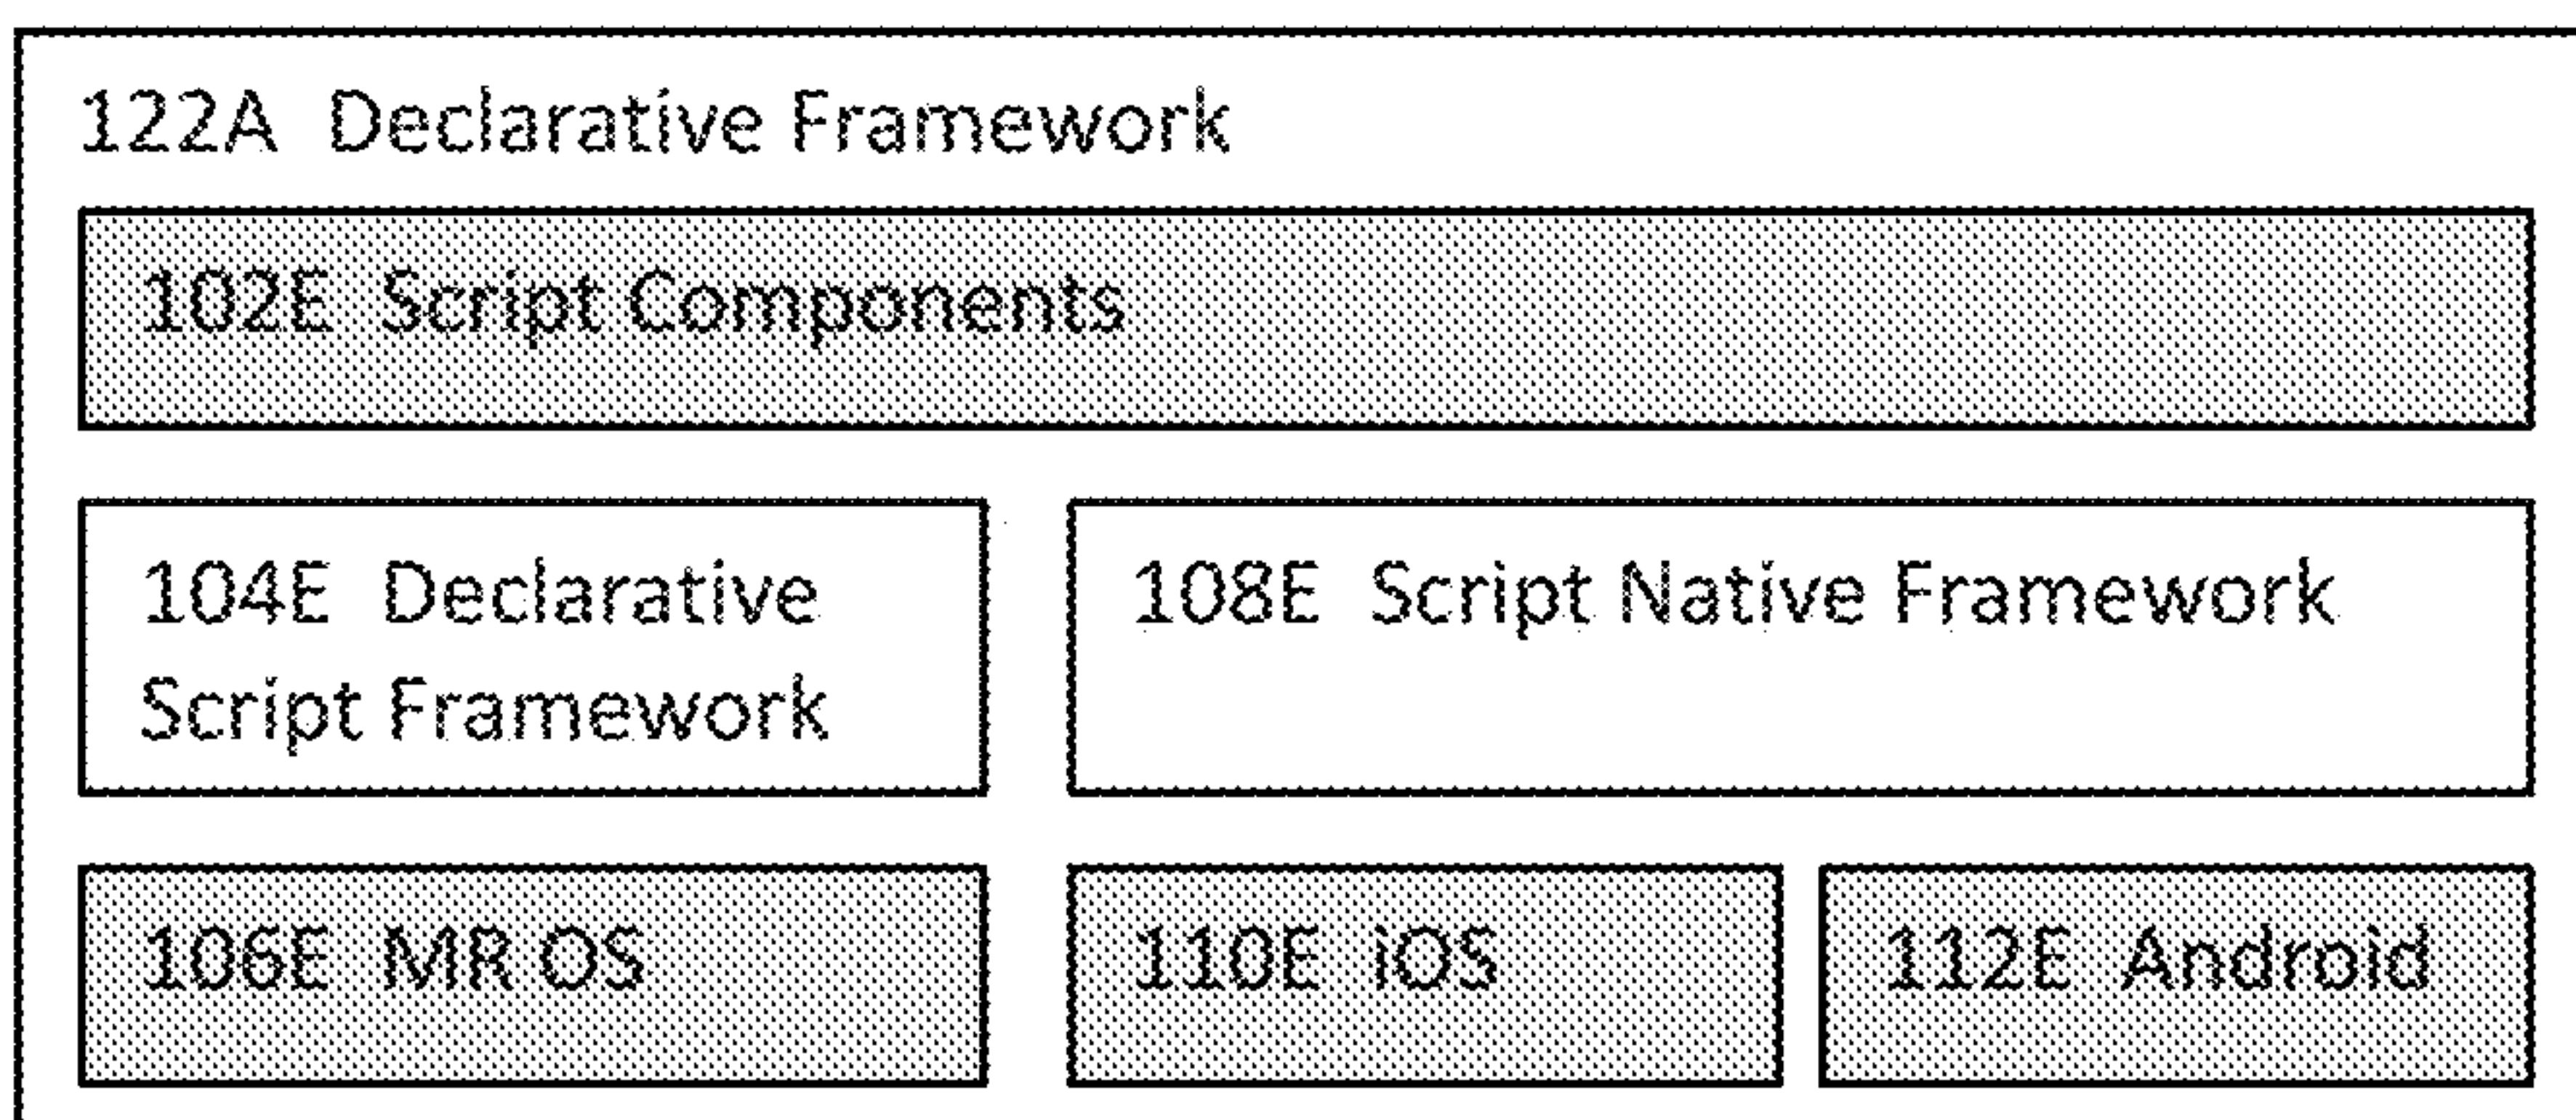 122A Declarative Framework
102E Script Components
104E Declarative
Script Framework
108E Script Native Framework
106E MR OS
110E iOS
112E Android